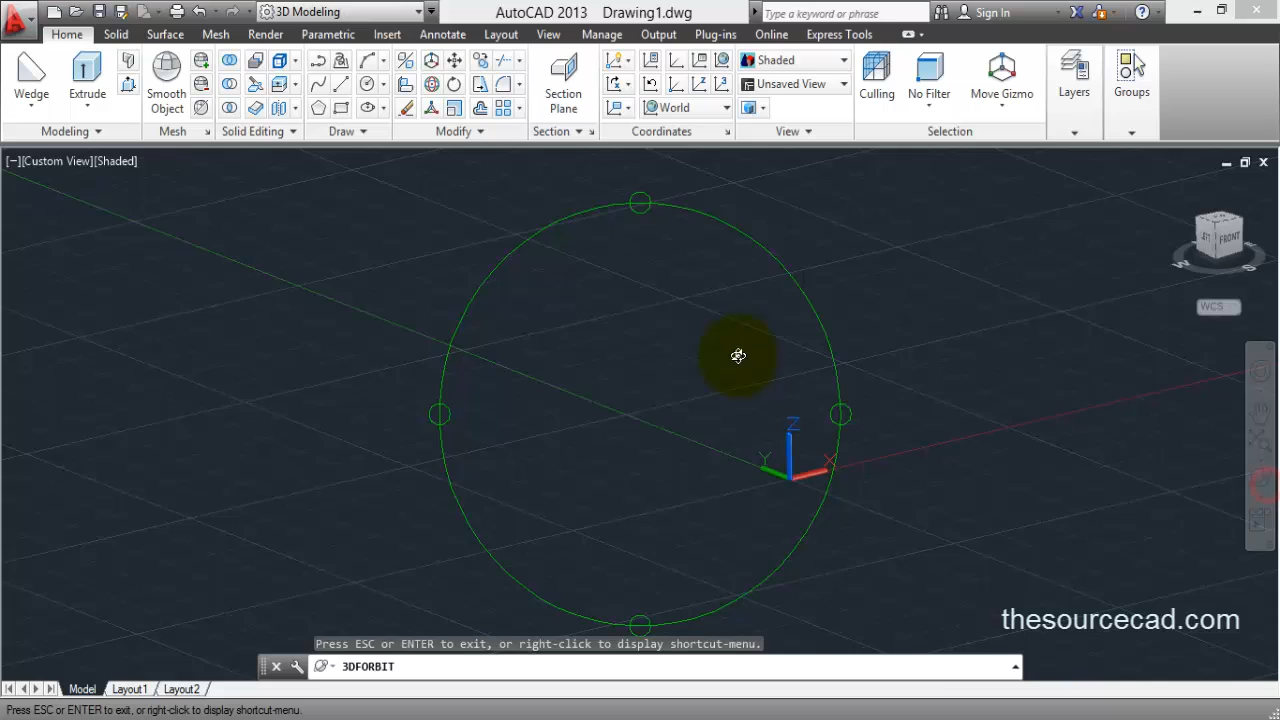 3D Modeling
AutoCAD 2013 Drawing1.dwg
Type a keyword or phrase
Sign In
Home Solid Surface Mesh Render Parametric Insert Annotate Layout View Manage Output Plug-ins Online Express Tools
Wedge
Extrude
Smooth
Object
Section
Plane
World
Shaded
Unsaved View
Culling
No Filter
Move Gizmo
Layers
Groups
Modeling Mesh Solid Editing Draw Modify Section Coordinates View Selection
[−][Custom View][Shaded]
FRONT
W
S
WCS
Z
Y
X
thesourcecad.com
Press ESC or ENTER to exit, or right-click to display shortcut-menu.
3DFORBIT
Model Layout1 Layout2
Press ESC or ENTER to exit, or right-click to display shortcut-menu.